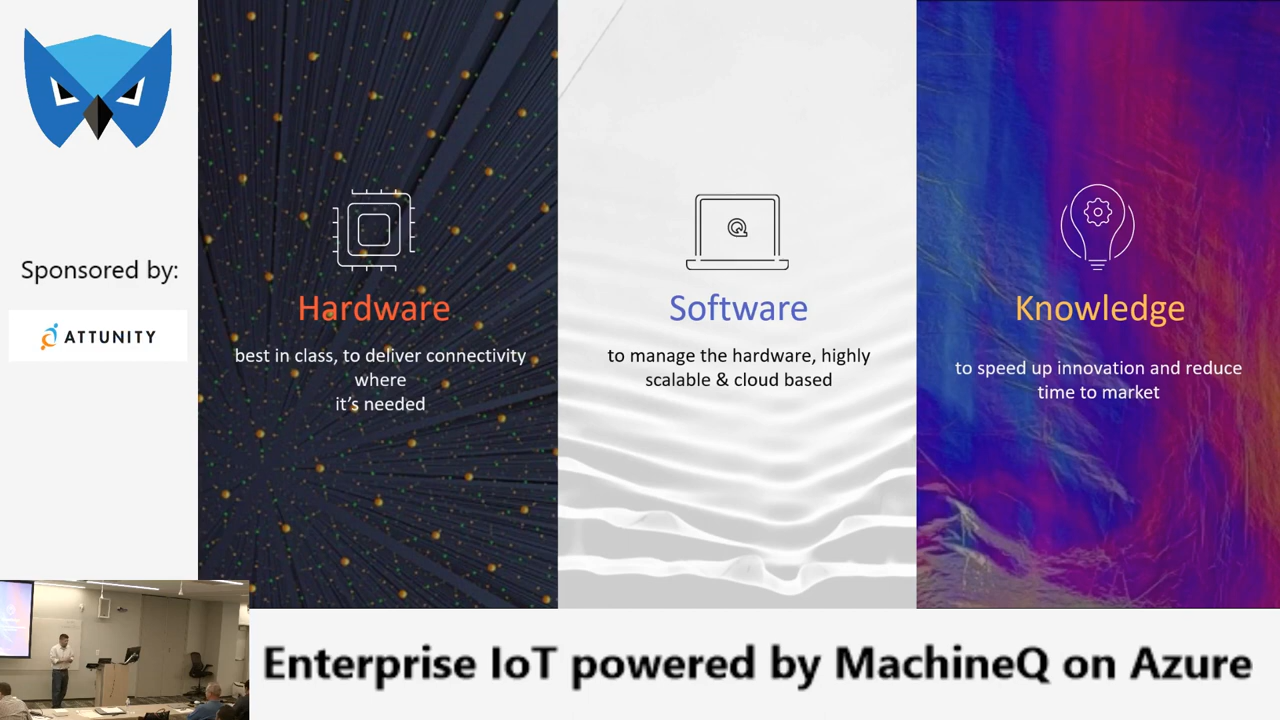 Sponsored by:
ATTUNITY
Hardware
best in class, to deliver connectivity
where
it’s needed
Software
to manage the hardware, highly
scalable & cloud based
Knowledge
to speed up innovation and reduce
time to market
Enterprise IoT powered by MachineQ on Azure